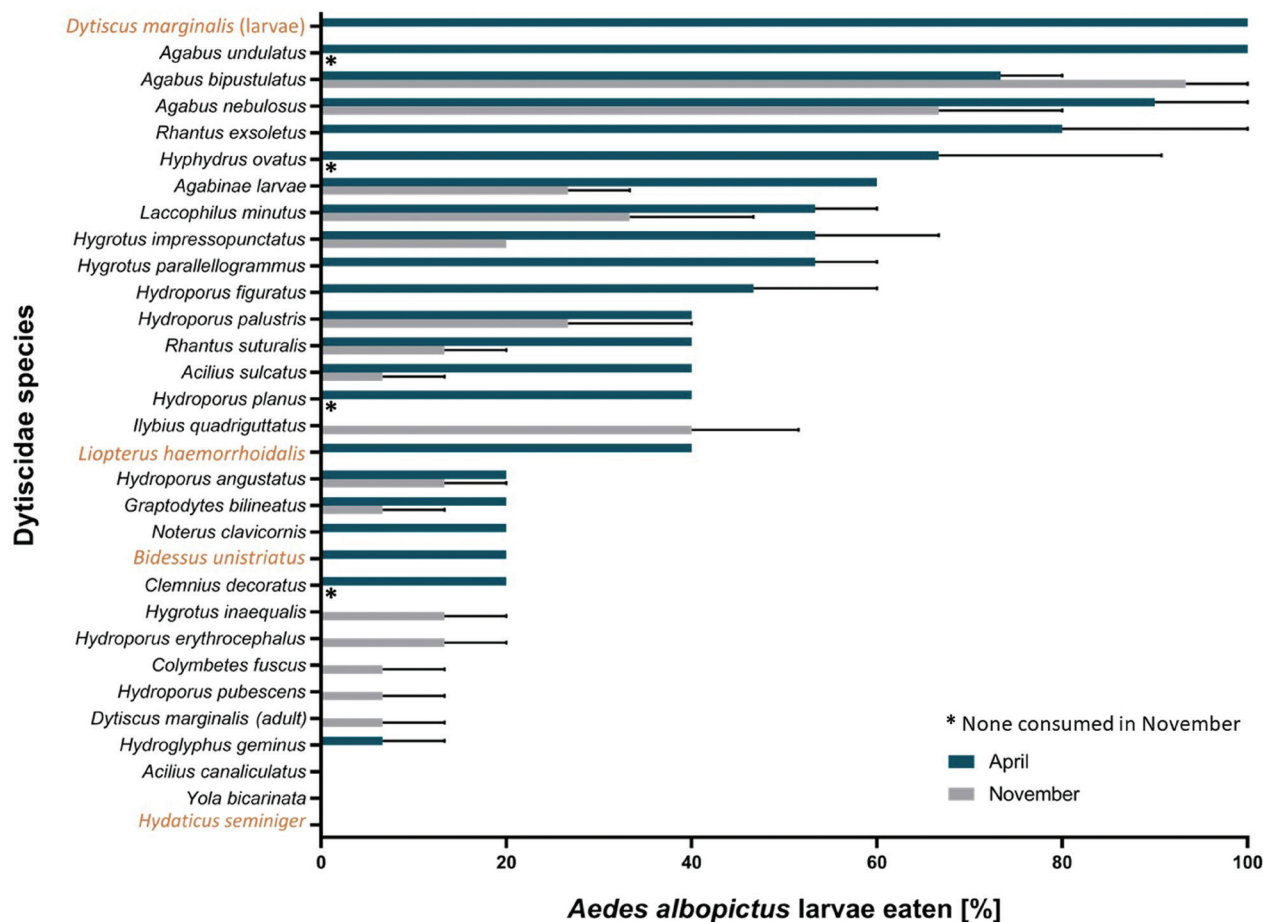 Dytiscidae species
Dytiscus marginalis (larvae)
Agabus undulatus
*
Agabus bipustulatus
Agabus nebulosus
Rhantus exsoletus
Hyphydrus ovatus
*
Agabinae larvae
Laccophilus minutus
Hygrotus impressopunctatus
Hygrotus parallellogrammus
Hydroporus figuratus
Hydroporus palustris
Rhantus suturalis
Acilius sulcatus
Hydroporus planus
*
Ilybius quadriguttatus
Liopterus haemorrhoidalis
Hydroporus angustatus
Graptodytes bilineatus
Noterus clavicornis
Bidessus unistriatus
Clemnius decoratus
*
Hygrotus inaequalis
Hydroporus erythrocephalus
Colymbetes fuscus
Hydroporus pubescens
Dytiscus marginalis (adult)
Hydroglyphus geminus
Acilius canaliculatus
Yola bicarinata
Hydaticus seminiger
* None consumed in November
April
November
0 20 40 60 80 100
Aedes albopictus larvae eaten [%]